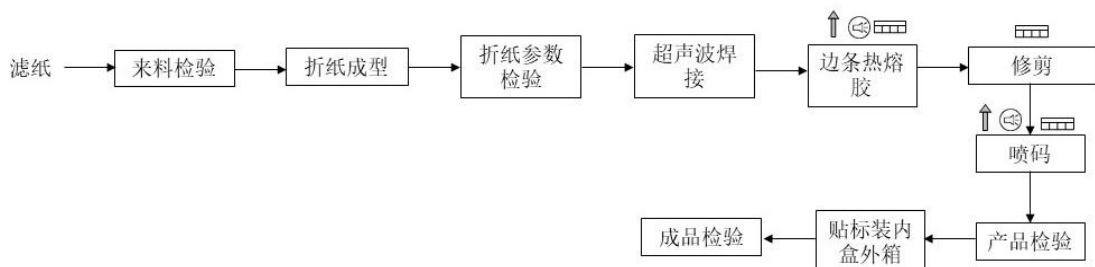 滤纸
来料检验
折纸成型
折纸参数
检验
超声波焊
接
边条热熔
胶
修剪
喷码
产品检验
贴标装内
盒外箱
成品检验